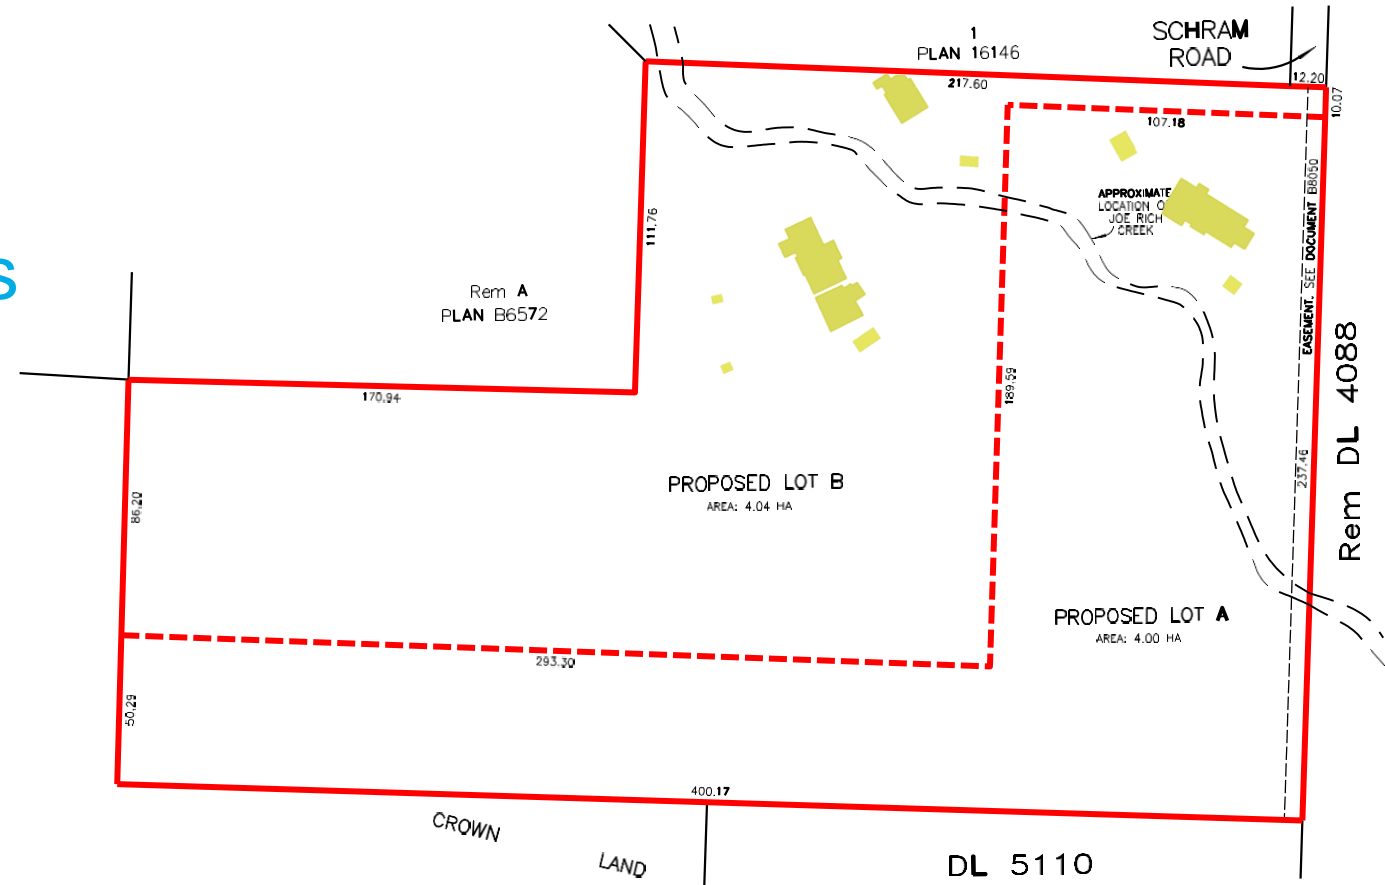 1
PLAN 16146
SCHRAM
ROAD
12.20
217.60
10.07
107.18
APPROXIMATE
LOCATION O
JOE RICH
CREEK
EASEMENT. SEE DOCUMENT B8050
111.76
s
Rem A
PLAN B6572
170.94
189.59
Rem DL 4088
237.46
PROPOSED LOT B
AREA: 4.04 HA
86.20
PROPOSED LOT A
AREA: 4.00 HA
293.30
50.29
400.17
CROWN
LAND
DL 5110